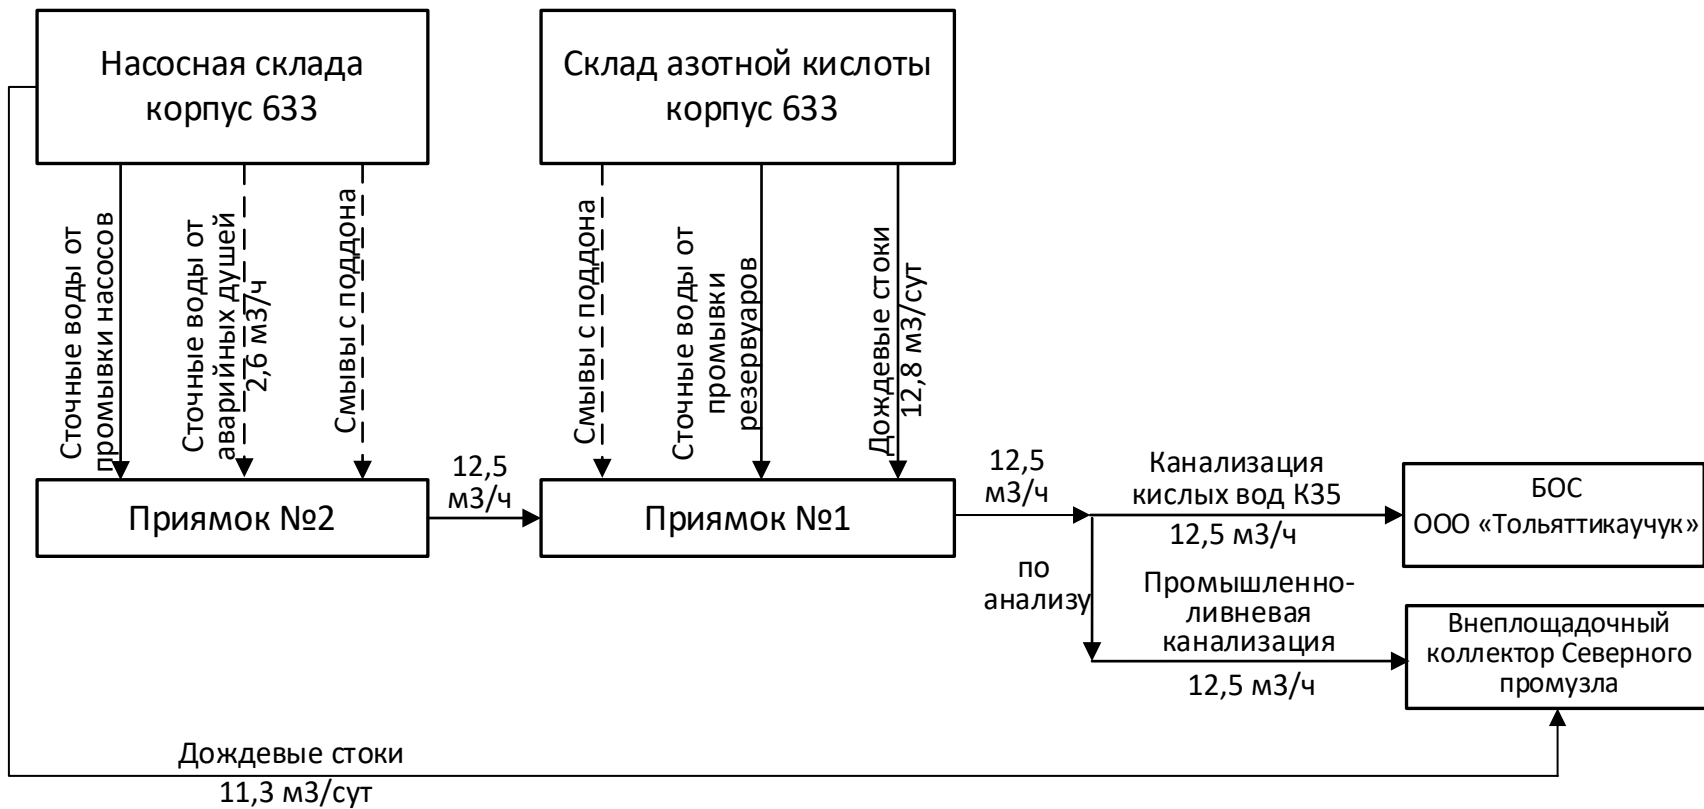 Насосная склада
корпус 633
Склад азотной кислоты
корпус 633
Сточные воды от
промывки насосов
Сточные воды от
аварийных душей
2,6 м3/ч
Смывы с поддона
Смывы с поддона
Сточные воды от
промывки
резервуаров
Дождевые стоки
12,8 м3/сут
Приямок №2
12,5
м3/ч
Приямок №1
12,5
м3/ч
Канализация
кислых вод К35
12,5 м3/ч
БОС
ООО «Тольяттикаучук»
по
анализу
Промышленно-
ливневая
канализация
12,5 м3/ч
Внеплощадочный
коллектор Северного
промузла
Дождевые стоки
11,3 м3/сут